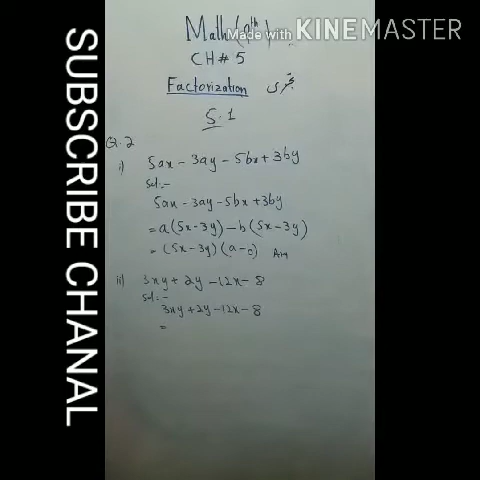 Math (9th)
Made with KINEMASTER
CH # 5
Factorization تجزی
5.1
Q.2
i) 5ax - 3ay - 5bx + 3by
Sol:-
5ax - 3ay - 5bx + 3by
= a(5x - 3y) - b(5x - 3y)
= (5x - 3y) (a - c) Ans
ii) 3xy + 2y - 12x - 8
Sol:-
3xy + 2y - 12x - 8
=
SUBSCRIBE CHANAL